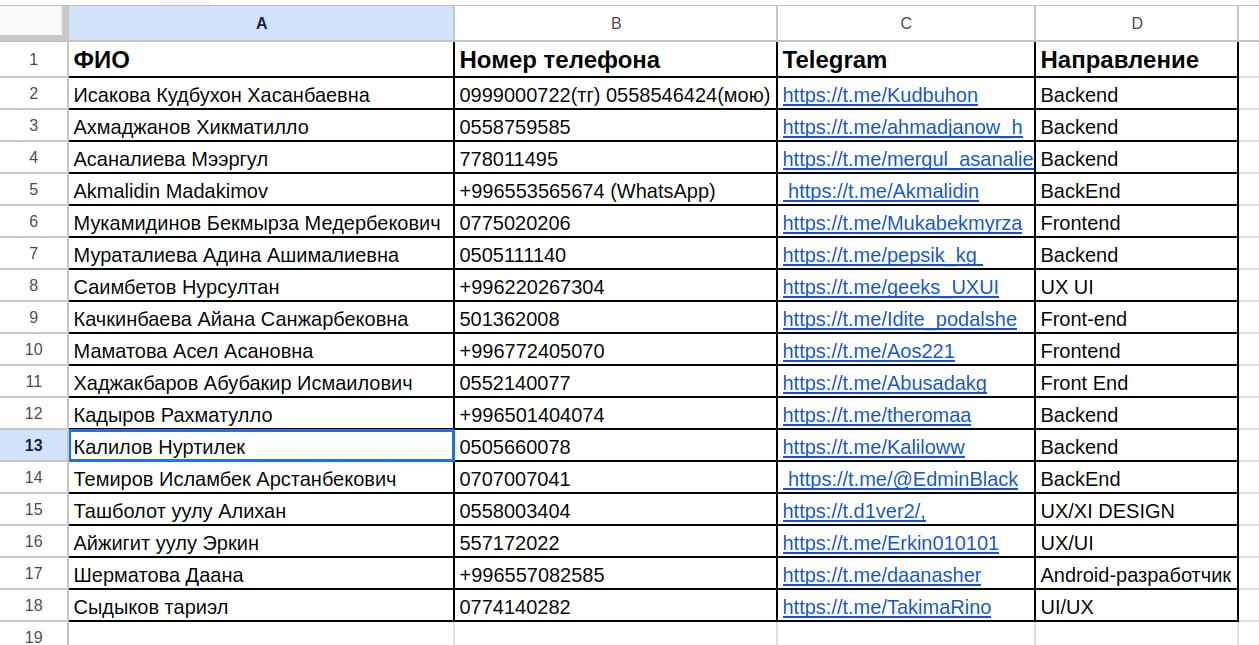 A B C D
1 ФИО Номер телефона Telegram Направление
2 Исакова Кудбухон Хасанбаевна 0999000722(тг) 0558546424(мою) https://t.me/Kudbuhon Backend
3 Ахмаджанов Хикматилло 0558759585 https://t.me/ahmadjanow_h Backend
4 Асаналиева Мээргул 778011495 https://t.me/mergul_asanalie Backend
5 Akmalidin Madakimov +996553565674 (WhatsApp) https://t.me/Akmalidin BackEnd
6 Мукамидинов Бекмырза Медербекович 0775020206 https://t.me/Mukabekmyrza Frontend
7 Мураталиева Адина Ашималиевна 0505111140 https://t.me/pepsik_kg_ Backend
8 Саимбетов Нурсултан +996220267304 https://t.me/geeks_UXUI UX UI
9 Качкинбаева Айана Санжарбековна 501362008 https://t.me/Idite_podalshe Front-end
10 Маматова Асел Асановна +996772405070 https://t.me/Aos221 Frontend
11 Хаджакбаров Абубакир Исмаилович 0552140077 https://t.me/Abusadakg Front End
12 Кадыров Рахматулло +996501404074 https://t.me/theromaa Backend
13 Калилов Нуртилек 0505660078 https://t.me/Kaliloww Backend
14 Темиров Исламбек Арстанбекович 0707007041 https://t.me/@EdminBlack BackEnd
15 Ташболот уулу Алихан 0558003404 https://t.d1ver2/, UX/XI DESIGN
16 Айжигит уулу Эркин 557172022 https://t.me/Erkin010101 UX/UI
17 Шерматова Даана +996557082585 https://t.me/daanasher Android-разработчик
18 Сыдыков тариэл 0774140282 https://t.me/TakimaRino UI/UX
19